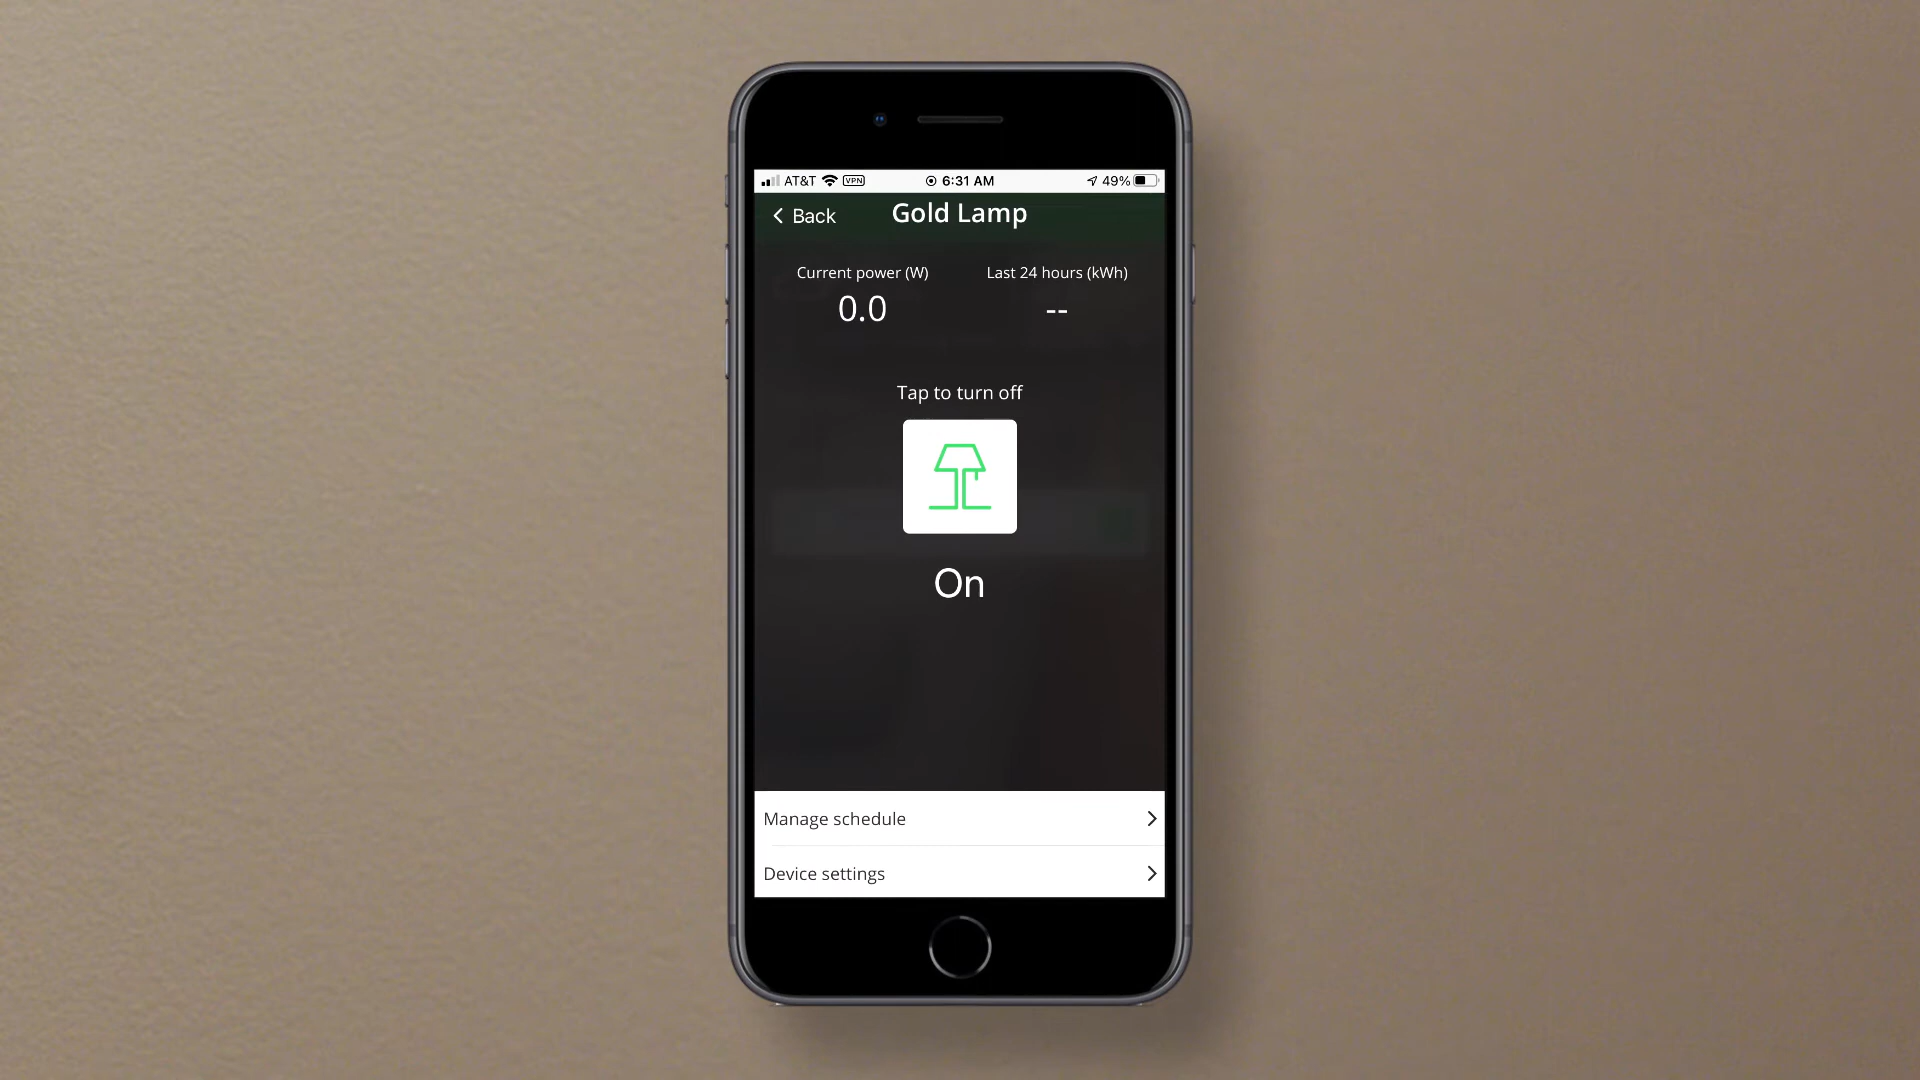 AT&T VPN 6:31 AM 49%
Back Gold Lamp
Current power (W) Last 24 hours (kWh)
0.0 --
Tap to turn off
On
Manage schedule
Device settings